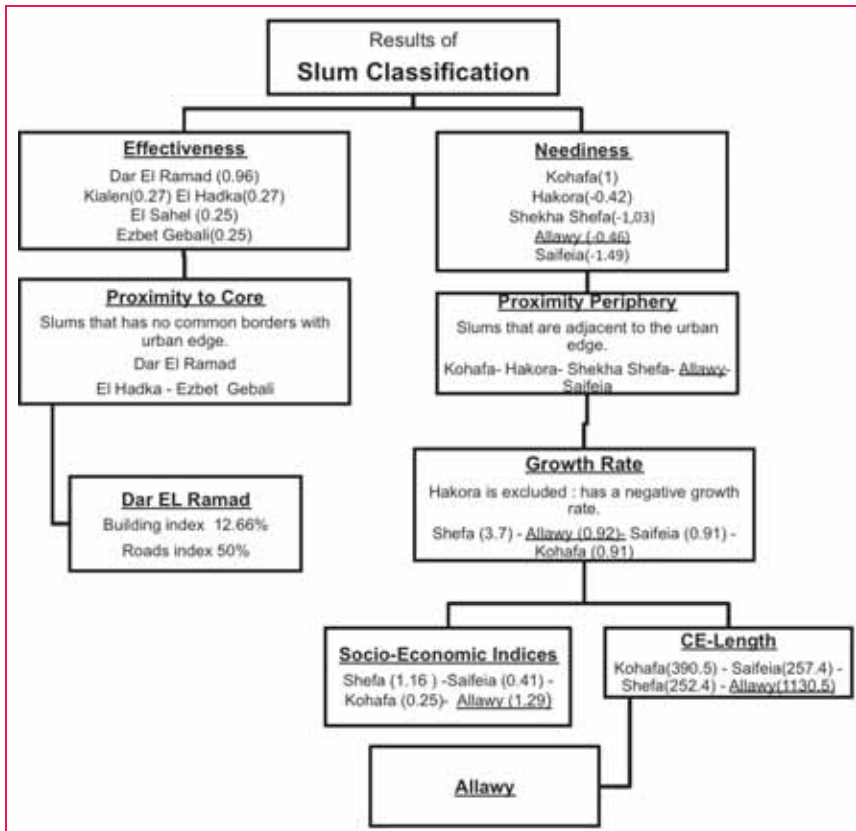 Results of
Slum Classification
Effectiveness
Dar El Ramad (0.96)
Kialen(0.27) El Hadka(0.27)
El Sahel (0.25)
Ezbet Gebali(0.25)
Neediness
Kohafa(1)
Hakora(-0.42)
Shekha Shefa(-1,03)
Allawy (-0.46)
Saifeia(-1.49)
Proximity to Core
Slums that has no common borders with
urban edge.
Dar El Ramad
El Hadka - Ezbet Gebali
Proximity Periphery
Slums that are adjacent to the urban
edge.
Kohafa- Hakora- Shekha Shefa- Allawy-
Saifeia
Dar EL Ramad
Building index 12.66%
Roads index 50%
Growth Rate
Hakora is excluded : has a negative growth
rate.
Shefa (3.7) - Allawy (0.92)- Saifeia (0.91) -
Kohafa (0.91)
Socio-Economic Indices
Shefa (1.16 ) -Saifeia (0.41) -
Kohafa (0.25)- Allawy (1.29)
CE-Length
Kohafa(390.5) - Saifeia(257.4) -
Shefa(252.4) - Allawy(1130.5)
Allawy